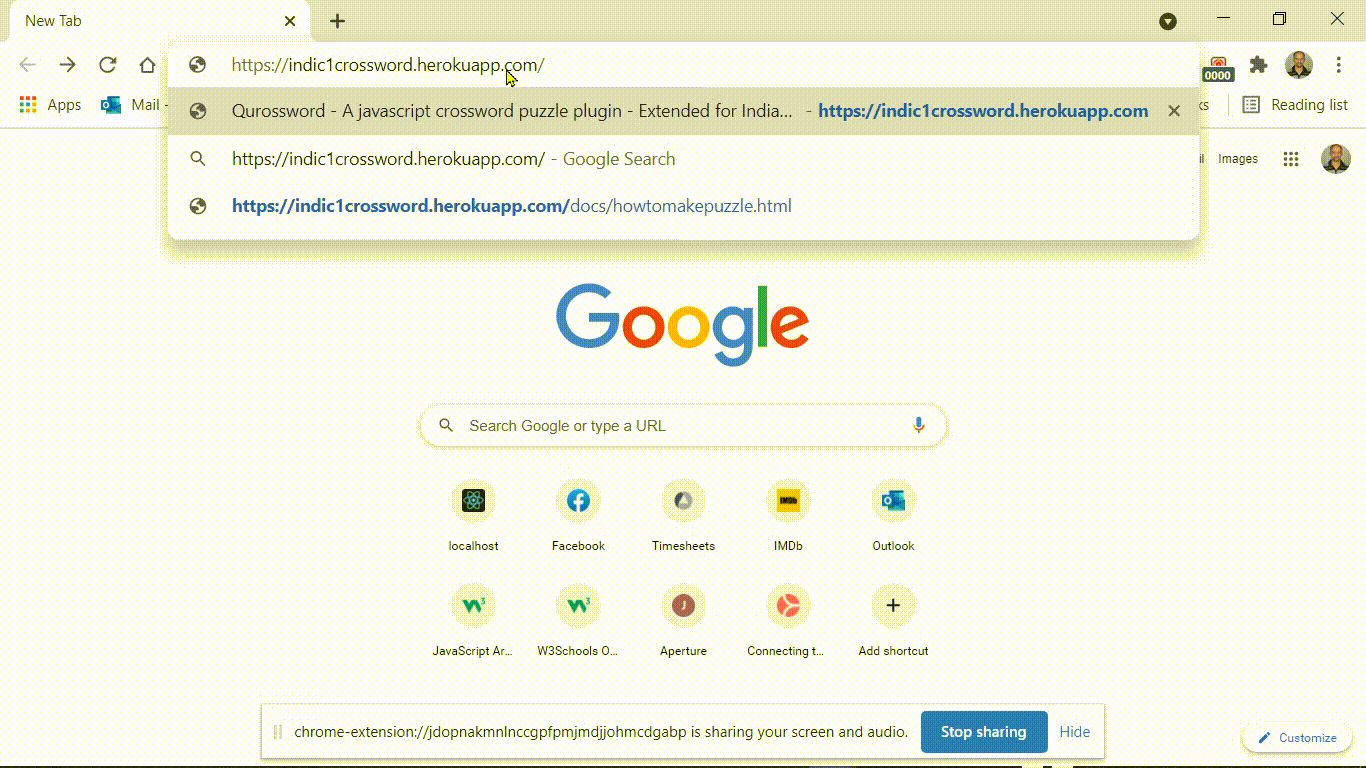 New Tab
https://indic1crossword.herokuapp.com/
0000
Apps
Mail -
Reading list
Qurossword - A javascript crossword puzzle plugin - Extended for India... - https://indic1crossword.herokuapp.com
https://indic1crossword.herokuapp.com/ - Google Search
Images
https://indic1crossword.herokuapp.com/docs/howtomakepuzzle.html
Google
Search Google or type a URL
localhost
Facebook
Timesheets
IMDb
Outlook
JavaScript Ar...
W3Schools O...
Aperture
Connecting t...
Add shortcut
chrome-extension://jdopnakmnlnccgpfpmjmdjjohmcdgabp is sharing your screen and audio.
Stop sharing
Hide
Customize